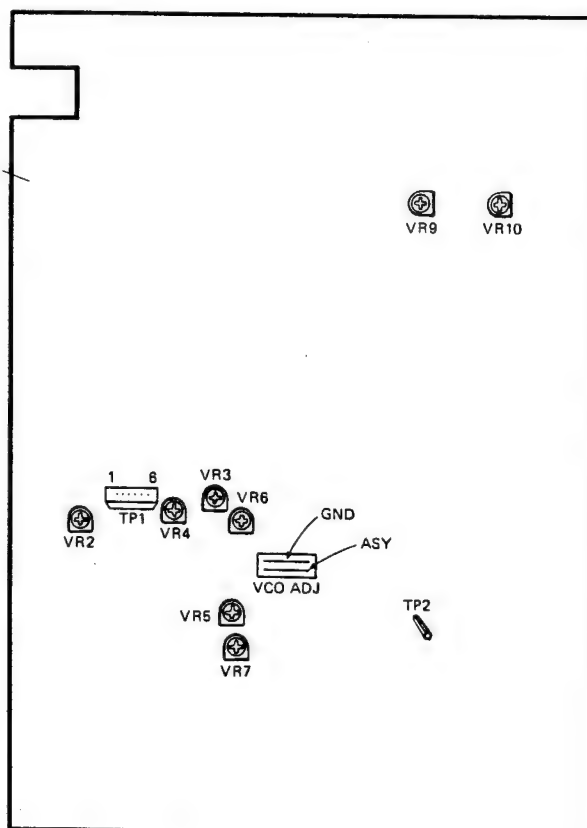 VR9
VR10
1 6
TP1
VR2
VR4
VR3
VR6
GND
ASY
VCO ADJ
VR5
VR7
TP2